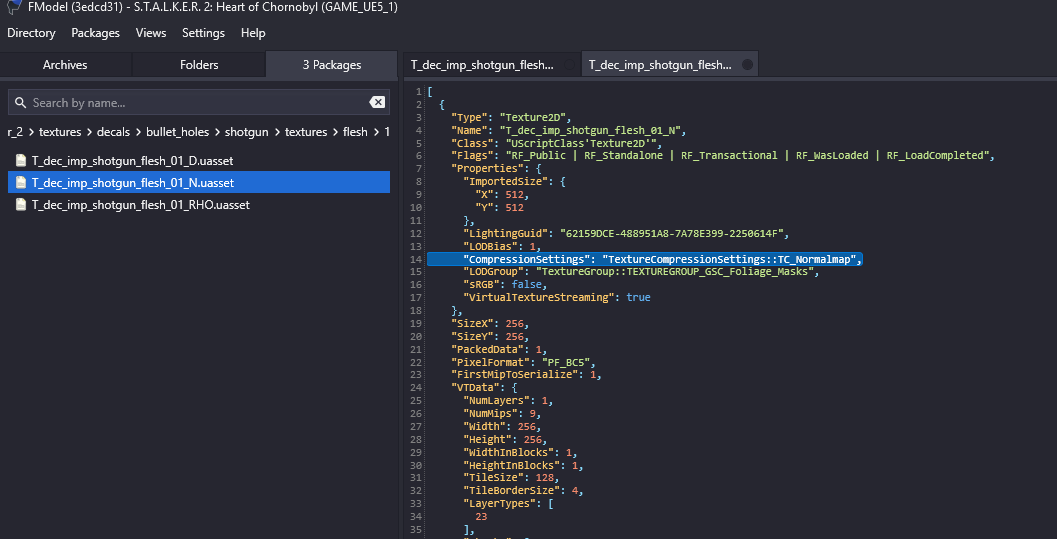 FModel (3edcd31) - S.T.A.L.K.E.R. 2: Heart of Chornobyl (GAME_UE5_1)
Directory Packages Views Settings Help
Archives Folders 3 Packages
Search by name...
r_2 > textures > decals > bullet_holes > shotgun > textures > flesh > 1
T_dec_imp_shotgun_flesh_01_D.uasset
T_dec_imp_shotgun_flesh_01_N.uasset
T_dec_imp_shotgun_flesh_01_RHO.uasset
T_dec_imp_shotgun_flesh... T_dec_imp_shotgun_flesh...
1 [
2 {
3 "Type": "Texture2D",
4 "Name": "T_dec_imp_shotgun_flesh_01_N",
5 "Class": "UScriptClass'Texture2D'",
6 "Flags": "RF_Public | RF_Standalone | RF_Transactional | RF_WasLoaded | RF_LoadCompleted",
7 "Properties": {
8 "ImportedSize": {
9 "X": 512,
10 "Y": 512
11 },
12 "LightingGuid": "62159DCE-488951A8-7A78E399-2250614F",
13 "LODBias": 1,
14 "CompressionSettings": "TextureCompressionSettings::TC_Normalmap",
15 "LODGroup": "TextureGroup::TEXTUREGROUP_GSC_Foliage_Masks",
16 "sRGB": false,
17 "VirtualTextureStreaming": true
18 },
19 "SizeX": 256,
20 "SizeY": 256,
21 "PackedData": 1,
22 "PixelFormat": "PF_BC5",
23 "FirstMipToSerialize": 1,
24 "VTData": {
25 "NumLayers": 1,
26 "NumMips": 9,
27 "Width": 256,
28 "Height": 256,
29 "WidthInBlocks": 1,
30 "HeightInBlocks": 1,
31 "TileSize": 128,
32 "TileBorderSize": 4,
33 "LayerTypes": [
34 23
35 ],